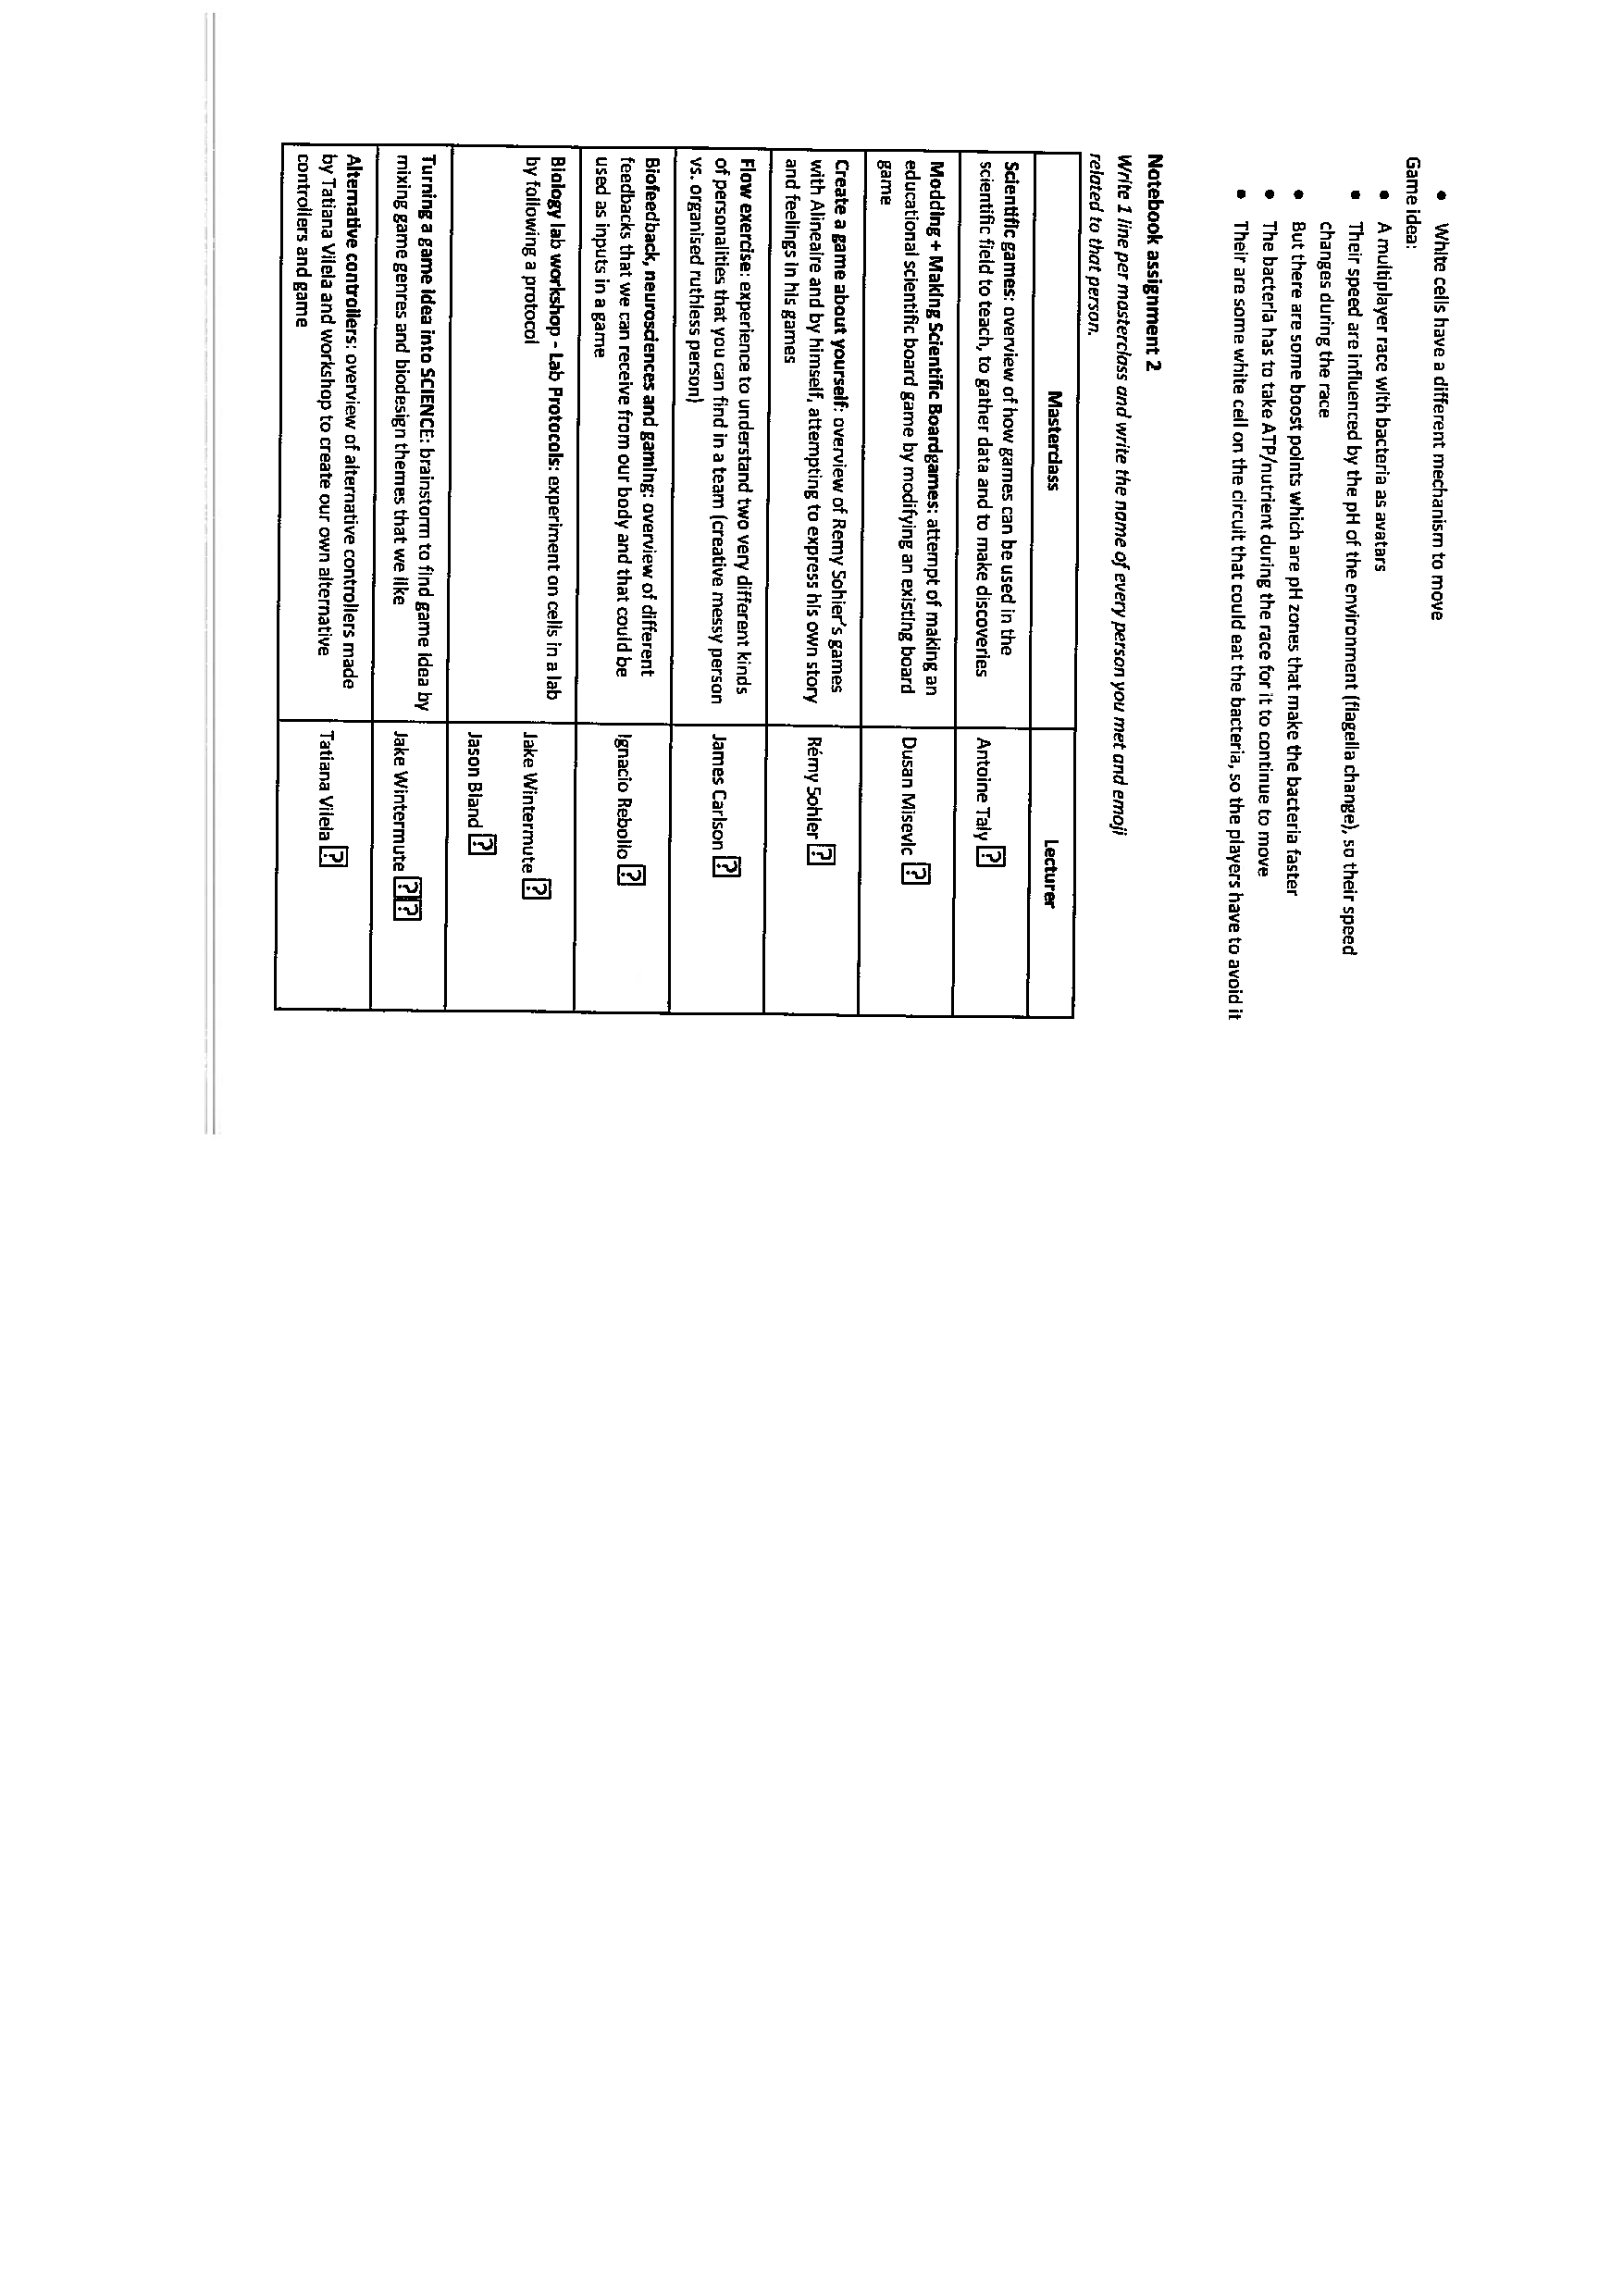 • White cells have a different mechanism to move
Game idea:
• A multiplayer race with bacteria as avatars
• Their speed are influenced by the pH of the environment (flagella change), so their speed
changes during the race
• But there are some boost points which are pH zones that make the bacteria faster
• The bacteria has to take ATP/nutrient during the race for it to continue to move
• Their are some white cell on the circuit that could eat the bacteria, so the players have to avoid it
Notebook assignment 2
Write 1 line per masterclass and write the name of every person you met and emoji
related to that person.
Masterclass
Lecturer
Scientific games: overview of how games can be used in the
scientific field to teach, to gather data and to make discoveries
Antoine Taly
Modding + Making Scientific Boardgames: attempt of making an
educational scientific board game by modifying an existing board
game
Dusan Misevic
Create a game about yourself: overview of Remy Sohier's games
with Alineaire and by himself, attempting to express his own story
and feelings in his games
Rémy Sohier
Flow exercise: experience to understand two very different kinds
of personalities that you can find in a team (creative messy person
vs. organised ruthless person)
James Carlson
Biofeedback, neurosciences and gaming: overview of different
feedbacks that we can receive from our body and that could be
used as inputs in a game
Ignacio Rebollo
Biology lab workshop - Lab Protocols: experiment on cells in a lab
by following a protocol
Jake Wintermute
Jason Bland
Turning a game idea into SCIENCE: brainstorm to find game idea by
mixing game genres and biodesign themes that we like
Jake Wintermute
Alternative controllers: overview of alternative controllers made
by Tatiana Vilela and workshop to create our own alternative
controllers and game
Tatiana Vilela